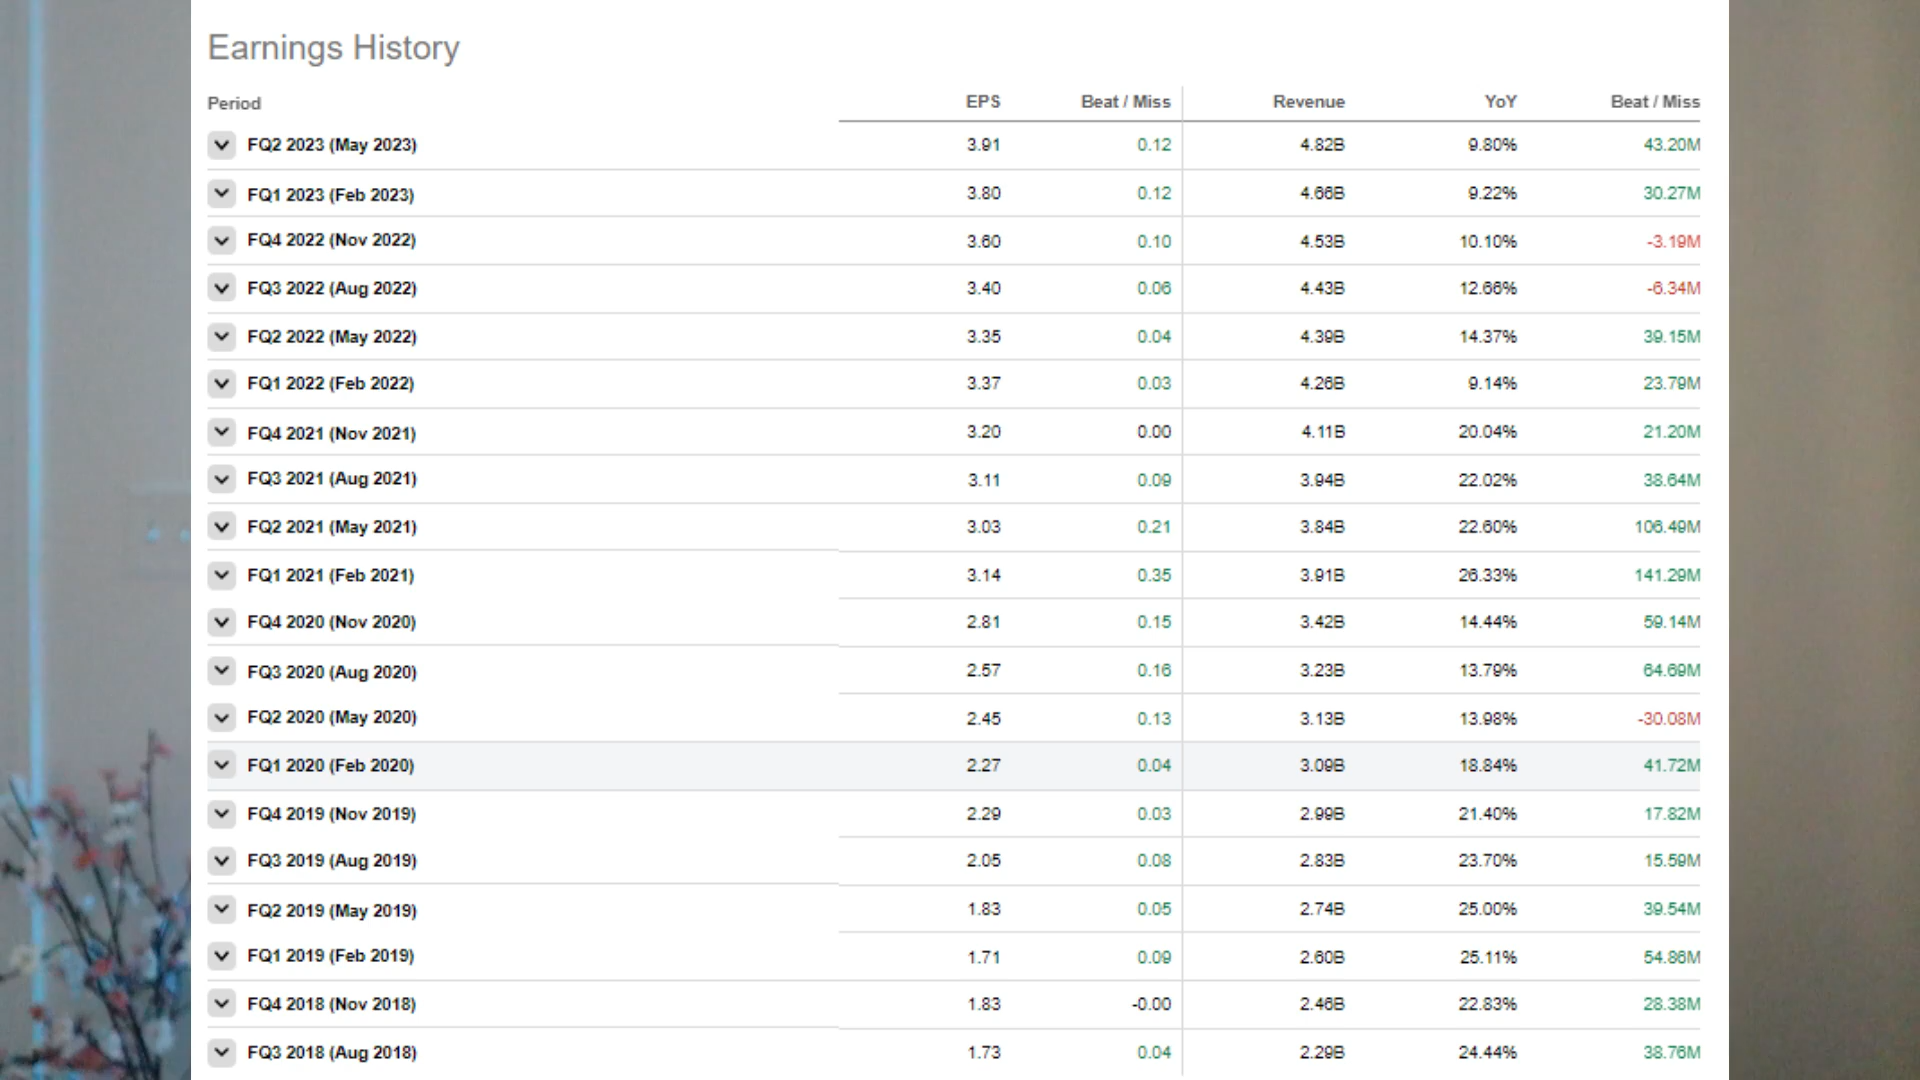 Earnings History
Period EPS Beat / Miss Revenue YoY Beat / Miss
FQ2 2023 (May 2023) 3.91 0.12 4.82B 9.80% 43.20M
FQ1 2023 (Feb 2023) 3.80 0.12 4.66B 9.22% 30.27M
FQ4 2022 (Nov 2022) 3.60 0.10 4.53B 10.10% -3.19M
FQ3 2022 (Aug 2022) 3.40 0.06 4.43B 12.66% -6.34M
FQ2 2022 (May 2022) 3.35 0.04 4.39B 14.37% 39.15M
FQ1 2022 (Feb 2022) 3.37 0.03 4.26B 9.14% 23.79M
FQ4 2021 (Nov 2021) 3.20 0.00 4.11B 20.04% 21.20M
FQ3 2021 (Aug 2021) 3.11 0.09 3.94B 22.02% 38.64M
FQ2 2021 (May 2021) 3.03 0.21 3.84B 22.60% 106.49M
FQ1 2021 (Feb 2021) 3.14 0.35 3.91B 26.33% 141.29M
FQ4 2020 (Nov 2020) 2.81 0.15 3.42B 14.44% 59.14M
FQ3 2020 (Aug 2020) 2.57 0.16 3.23B 13.79% 64.69M
FQ2 2020 (May 2020) 2.45 0.13 3.13B 13.98% -30.08M
FQ1 2020 (Feb 2020) 2.27 0.04 3.09B 18.84% 41.72M
FQ4 2019 (Nov 2019) 2.29 0.03 2.99B 21.40% 17.82M
FQ3 2019 (Aug 2019) 2.05 0.08 2.83B 23.70% 15.59M
FQ2 2019 (May 2019) 1.83 0.05 2.74B 25.00% 39.54M
FQ1 2019 (Feb 2019) 1.71 0.09 2.60B 25.11% 54.86M
FQ4 2018 (Nov 2018) 1.83 -0.00 2.46B 22.83% 28.38M
FQ3 2018 (Aug 2018) 1.73 0.04 2.29B 24.44% 38.76M